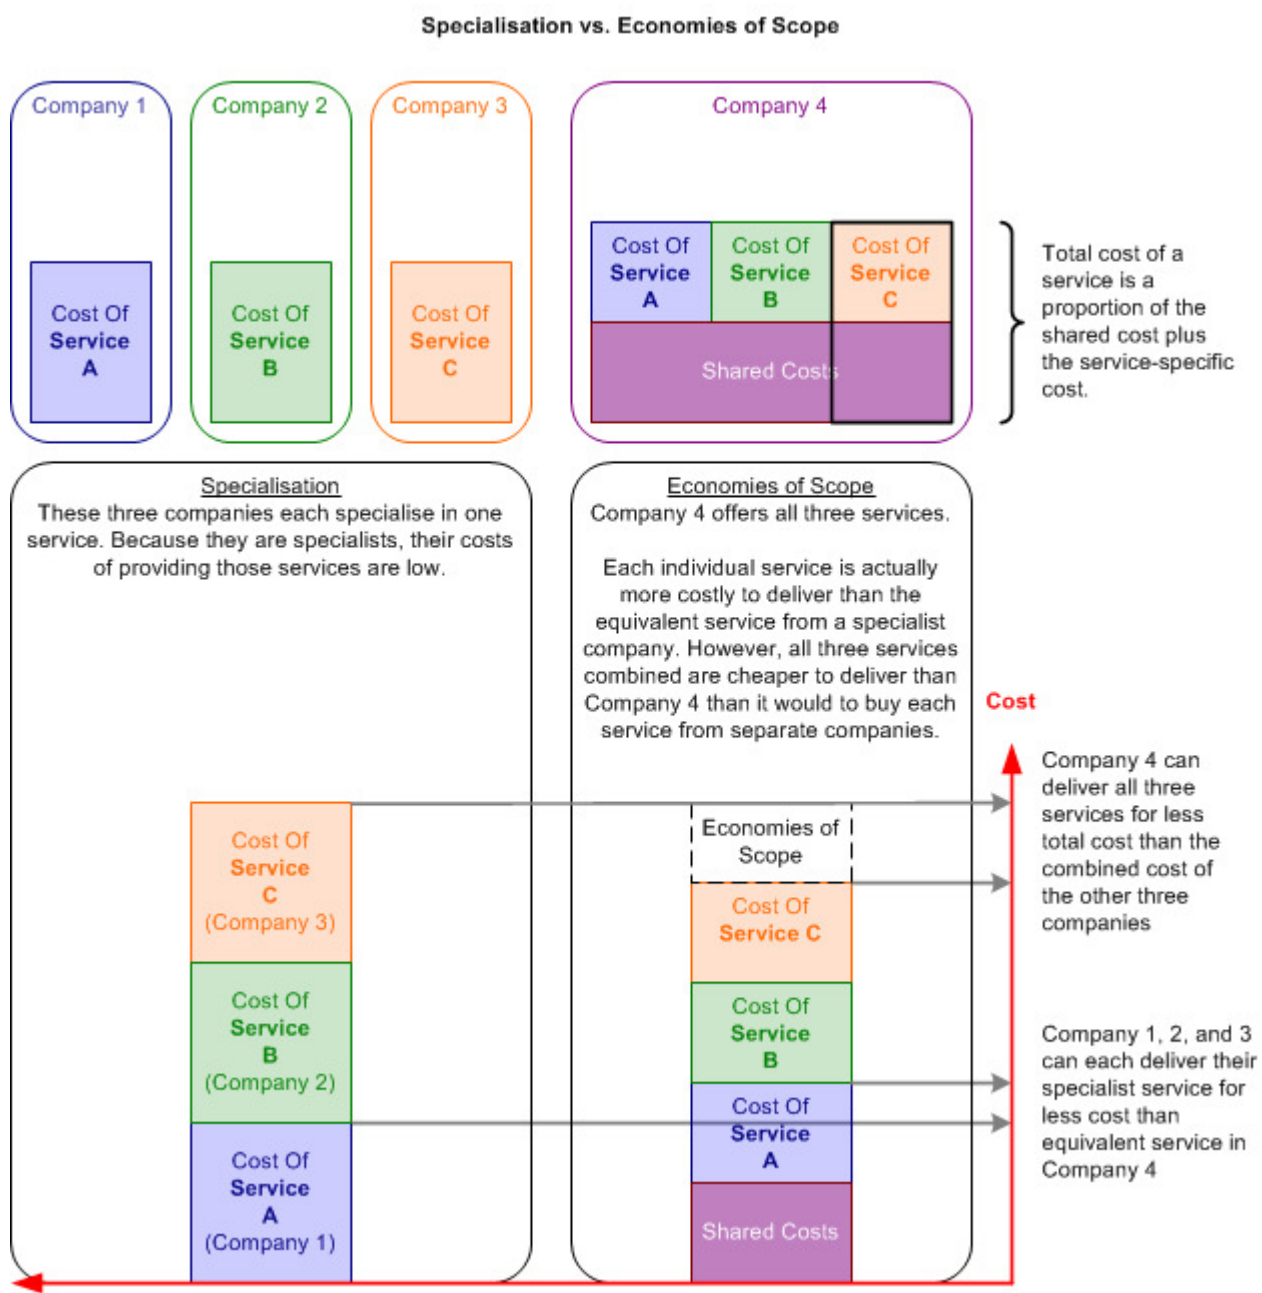 Specialisation vs. Economies of Scope
Company 1
Company 2
Company 3
Company 4
Cost Of
Service
A
Cost Of
Service
B
Cost Of
Service
C
Cost Of
Service
A
Cost Of
Service
B
Cost Of
Service
C
Shared Costs
Total cost of a
service is a
proportion of the
shared cost plus
the service-specific
cost.
Specialisation
These three companies each specialise in one
service. Because they are specialists, their costs
of providing those services are low.
Economies of Scope
Company 4 offers all three services.
Each individual service is actually
more costly to deliver than the
equivalent service from a specialist
company. However, all three services
combined are cheaper to deliver than
Company 4 than it would to buy each
service from separate companies.
Cost
Cost Of
Service
C
(Company 3)
Cost Of
Service
B
(Company 2)
Cost Of
Service
A
(Company 1)
Economies of
Scope
Cost Of
Service C
Cost Of
Service
B
Cost Of
Service
A
Shared Costs
Company 4 can
deliver all three
services for less
total cost than the
combined cost of
the other three
companies
Company 1, 2, and 3
can each deliver their
specialist service for
less cost than
equivalent service in
Company 4